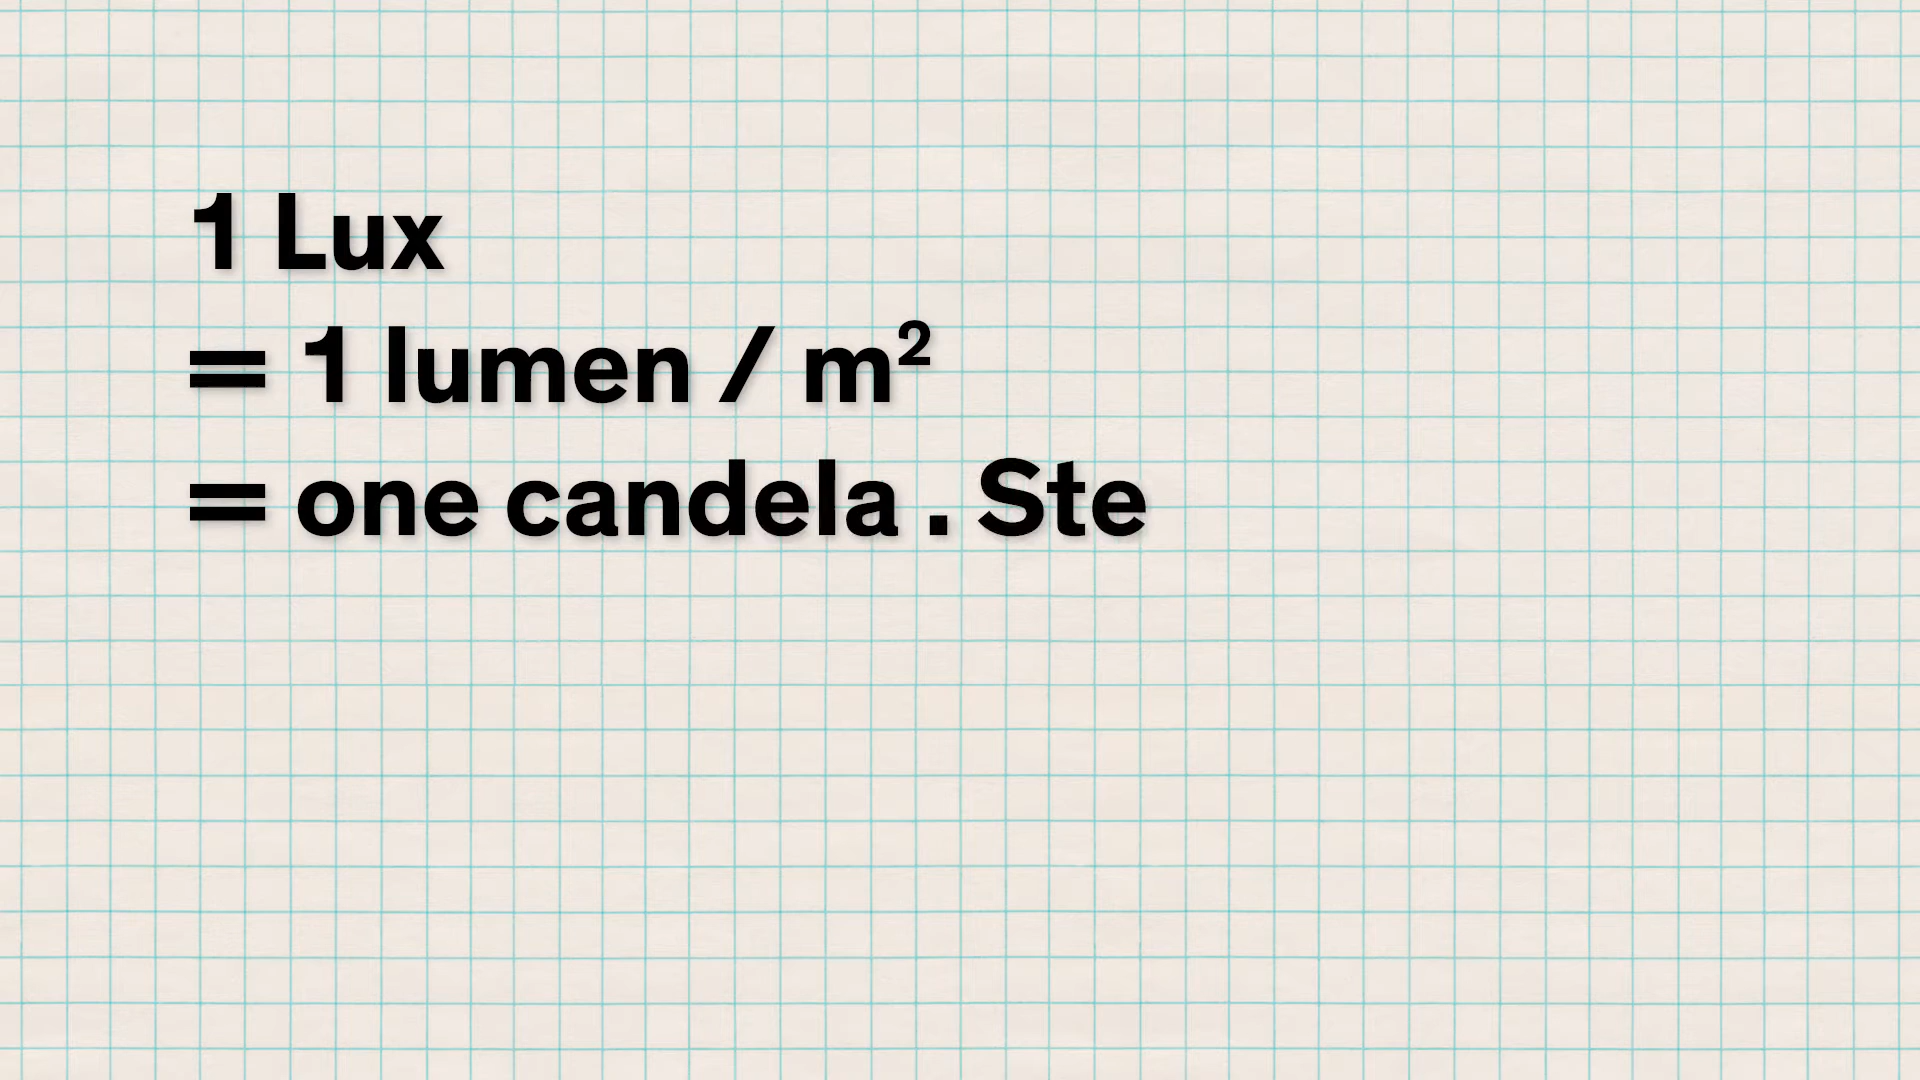 1 Lux
= 1 lumen / m²
= one candela . Ste